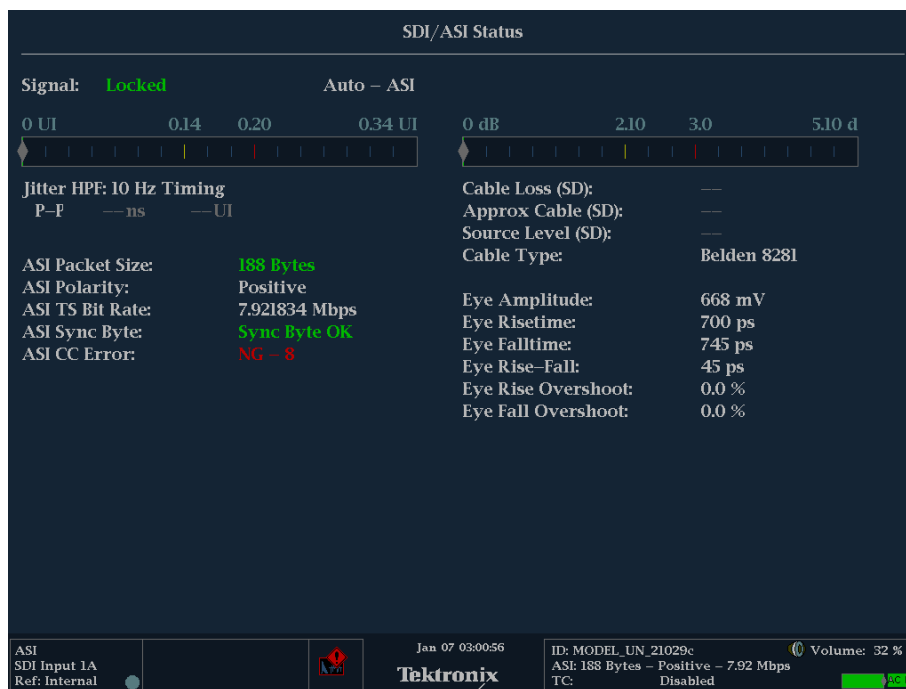 SDI/ASI Status
Signal: Locked Auto – ASI
0 UI 0.14 0.20 0.34 UI
0 dB 2.10 3.0 5.10 d
Jitter HPF: 10 Hz Timing
P–P ––ns ––UI
Cable Loss (SD): ––
Approx Cable (SD): ––
Source Level (SD): ––
Cable Type: Belden 8281
ASI Packet Size: 188 Bytes
ASI Polarity: Positive
ASI TS Bit Rate: 7.921834 Mbps
ASI Sync Byte: Sync Byte OK
ASI CC Error: NG – 8
Eye Amplitude: 668 mV
Eye Risetime: 700 ps
Eye Falltime: 745 ps
Eye Rise–Fall: 45 ps
Eye Rise Overshoot: 0.0 %
Eye Fall Overshoot: 0.0 %
ASI
SDI Input 1A
Ref: Internal
Jan 07 03:00:56
Tektronix
ID: MODEL_UN_21029c Volume: 32 %
ASI: 188 Bytes – Positive – 7.92 Mbps
TC: Disabled
AC